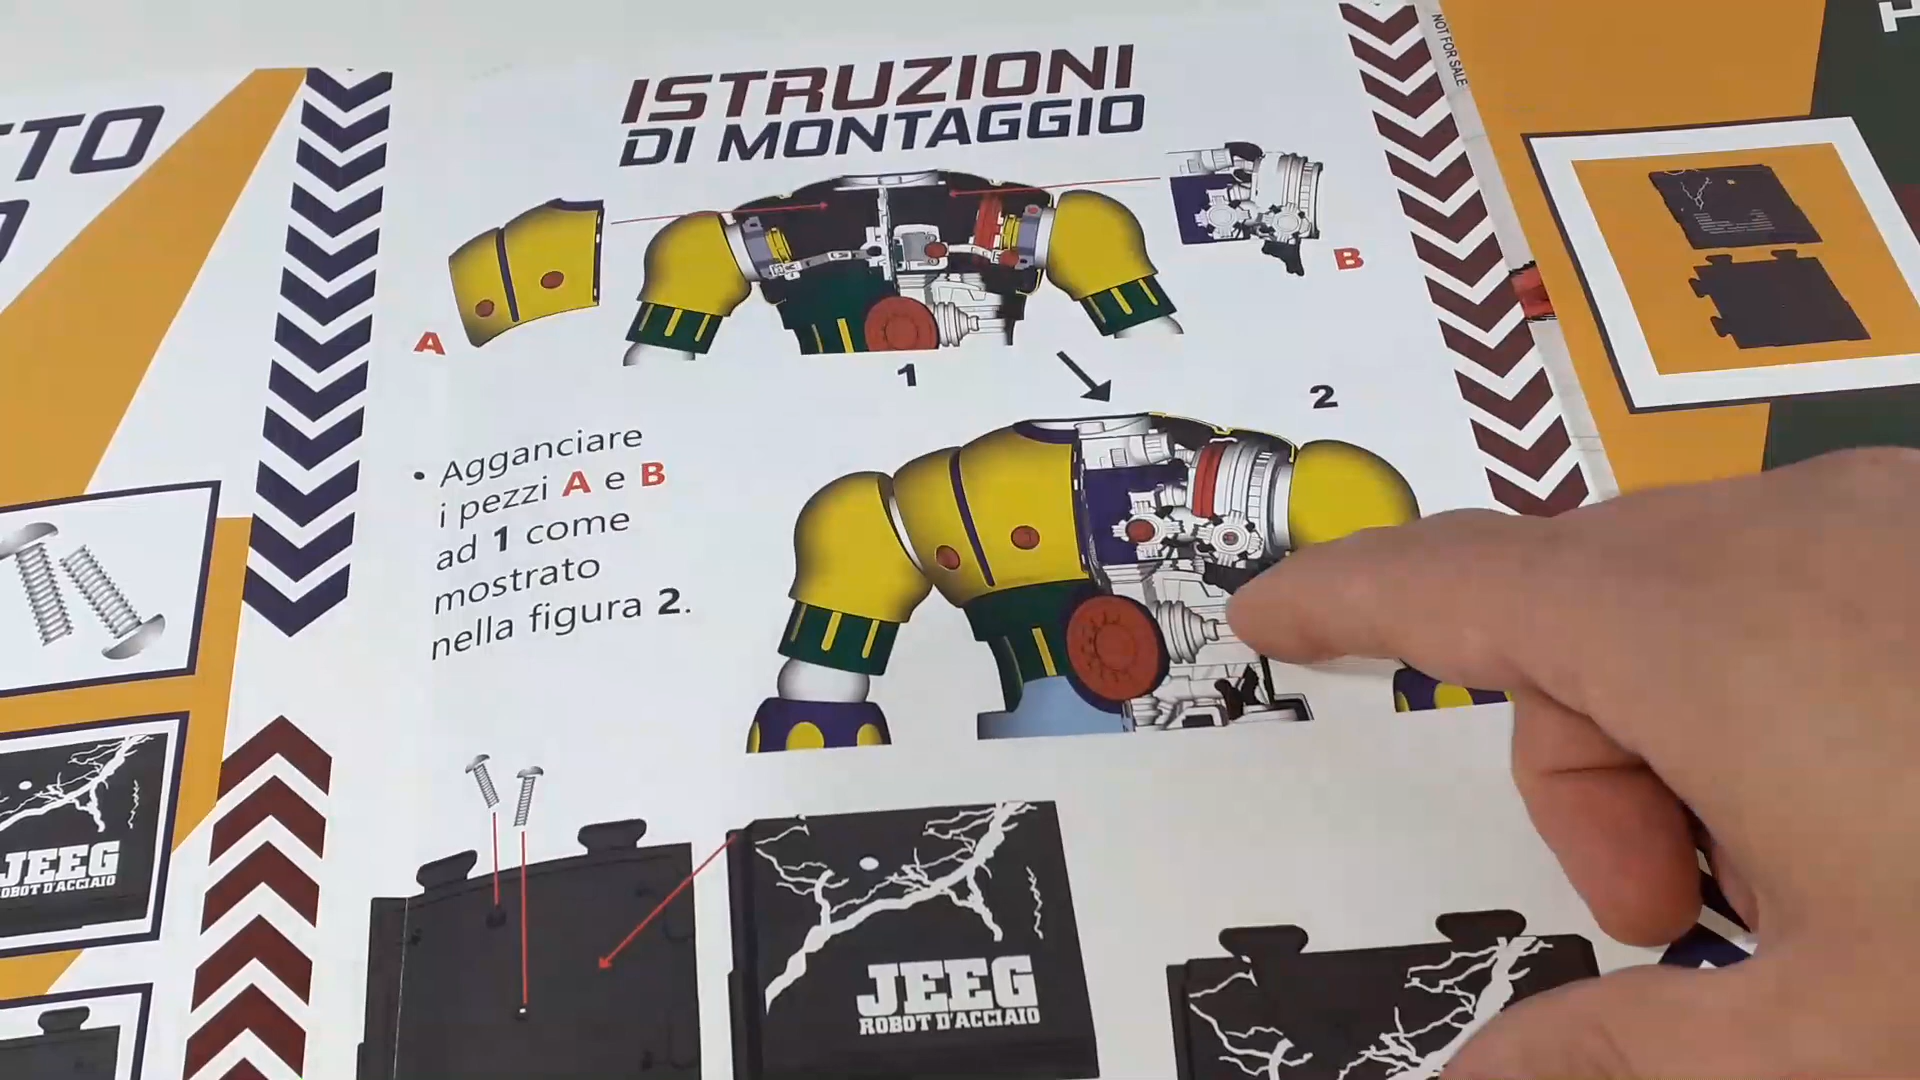 ISTRUZIONI
DI MONTAGGIO
NOT FOR SALE
A
B
1
2
• Agganciare
i pezzi A e B
ad 1 come
mostrato
nella figura 2.
JEEG
ROBOT D'ACCIAIO
JEEG
ROBOT D'ACCIAIO